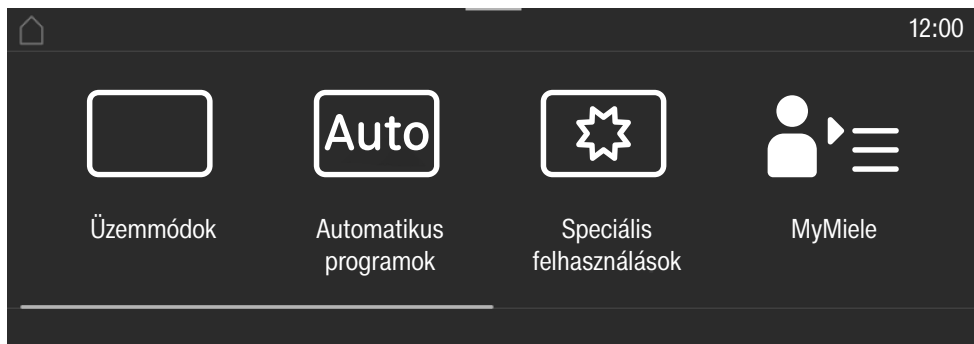 12:00
Auto
Üzemmódok
Automatikus
programok
Speciális
felhasználások
MyMiele